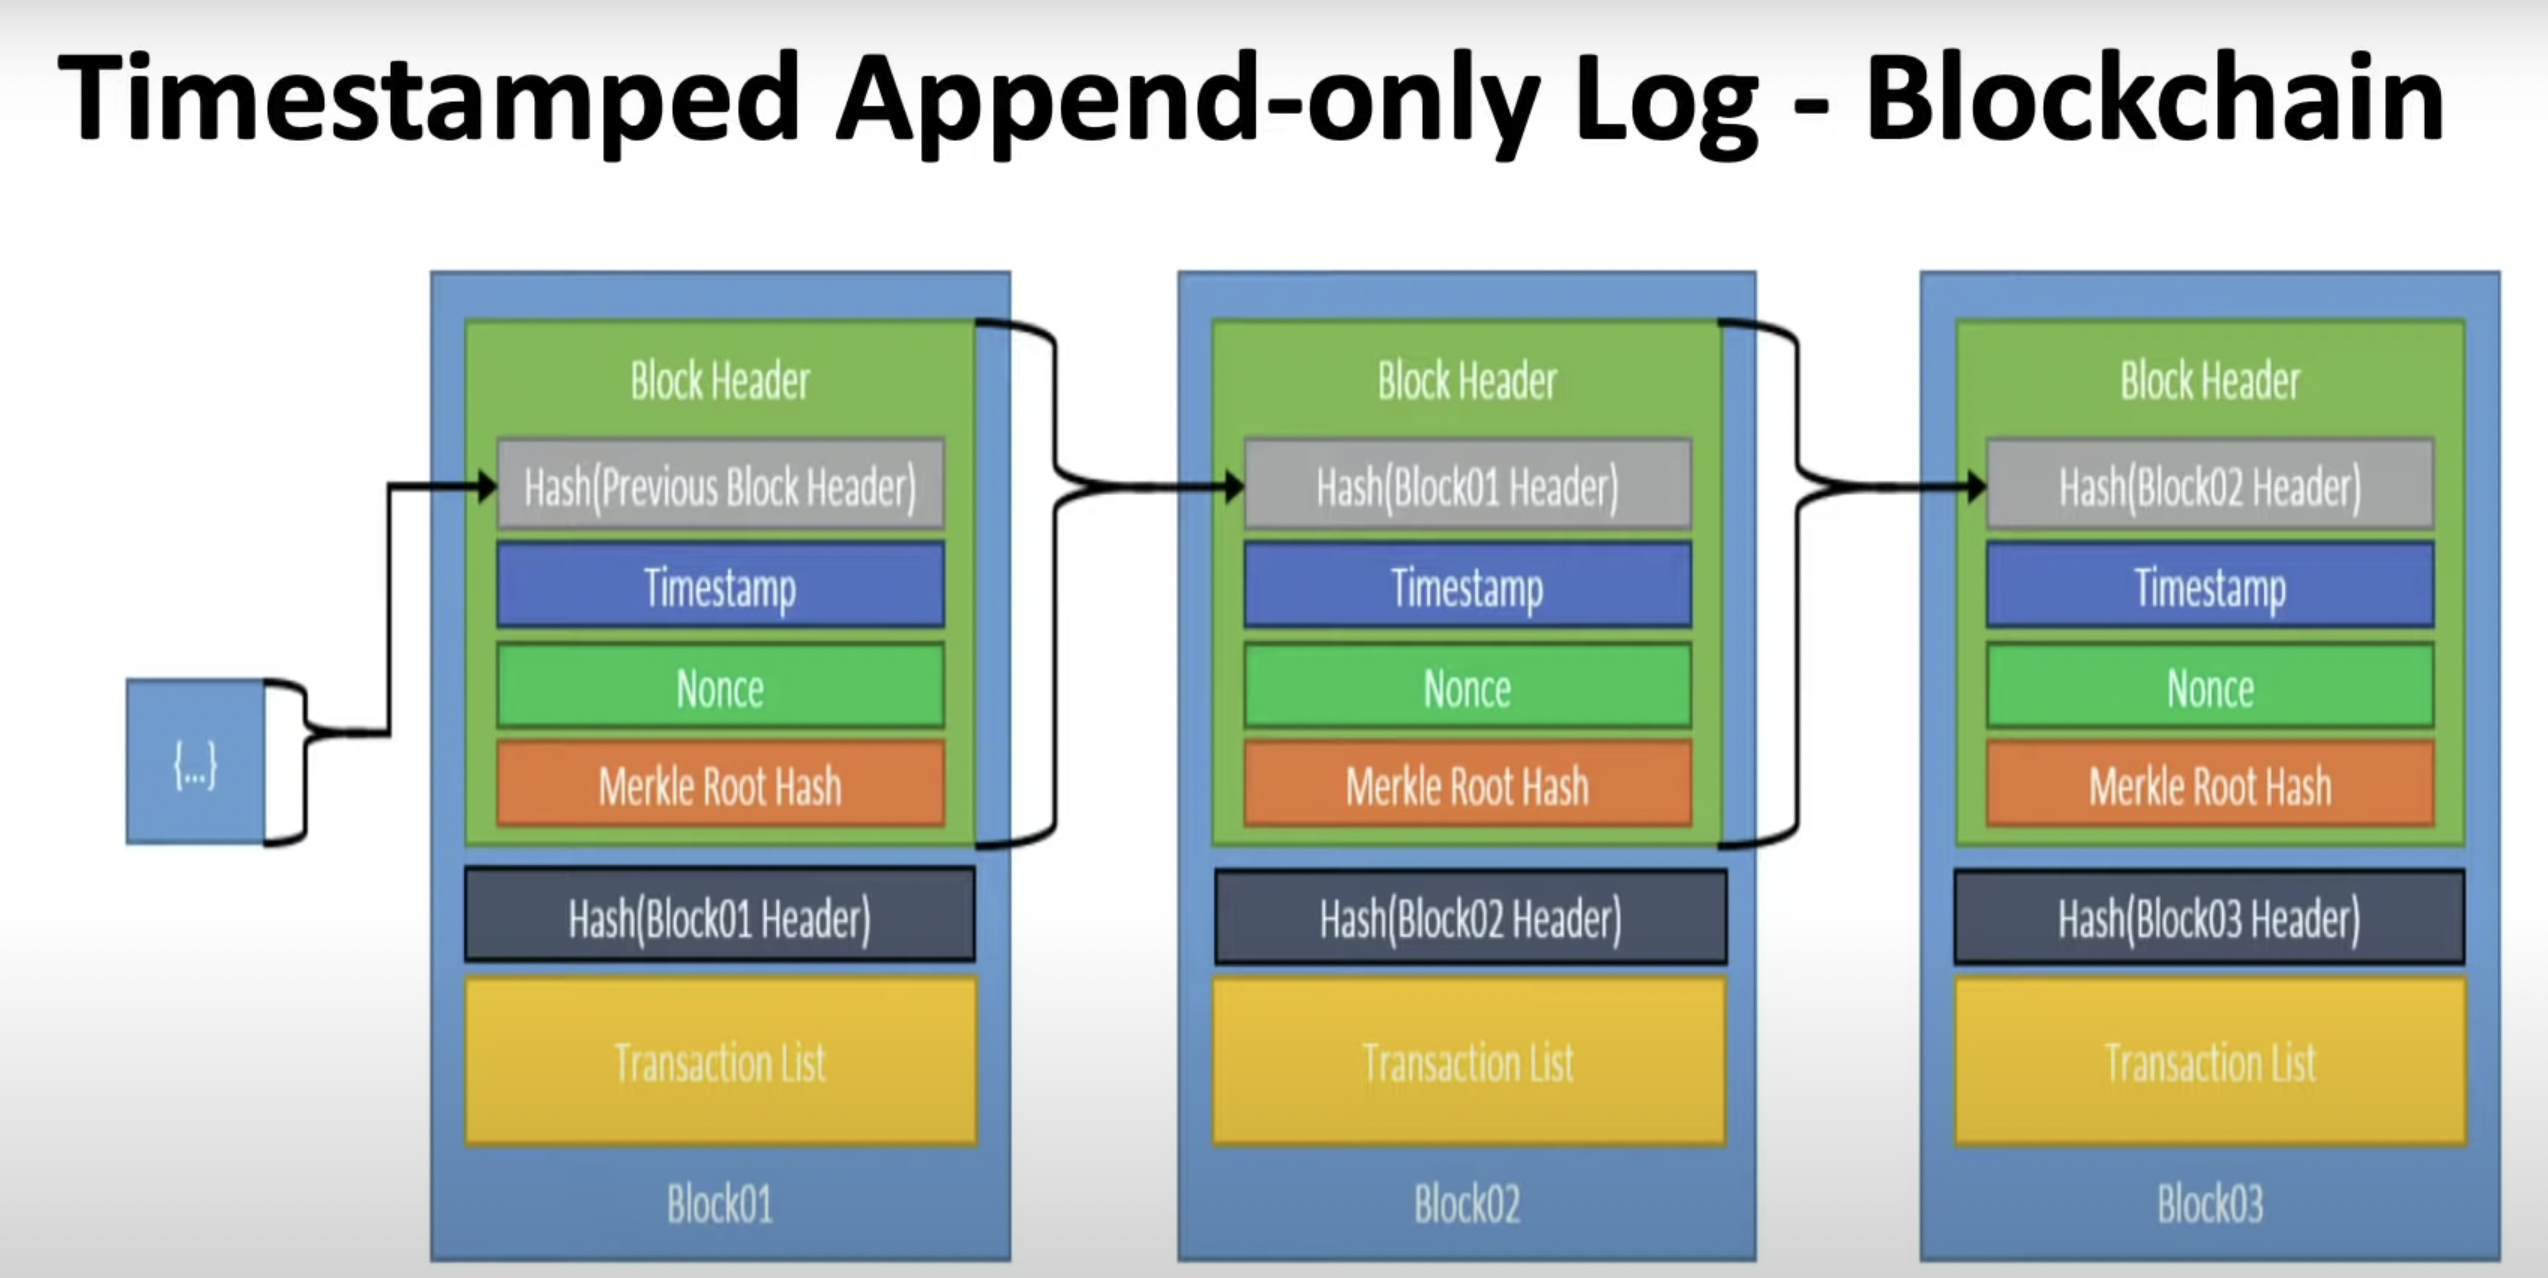 Timestamped Append-only Log - Blockchain
{...}
Block Header
Hash(Previous Block Header)
Timestamp
Nonce
Merkle Root Hash
Hash(Block01 Header)
Transaction List
Block01
Block Header
Hash(Block01 Header)
Timestamp
Nonce
Merkle Root Hash
Hash(Block02 Header)
Transaction List
Block02
Block Header
Hash(Block02 Header)
Timestamp
Nonce
Merkle Root Hash
Hash(Block03 Header)
Transaction List
Block03